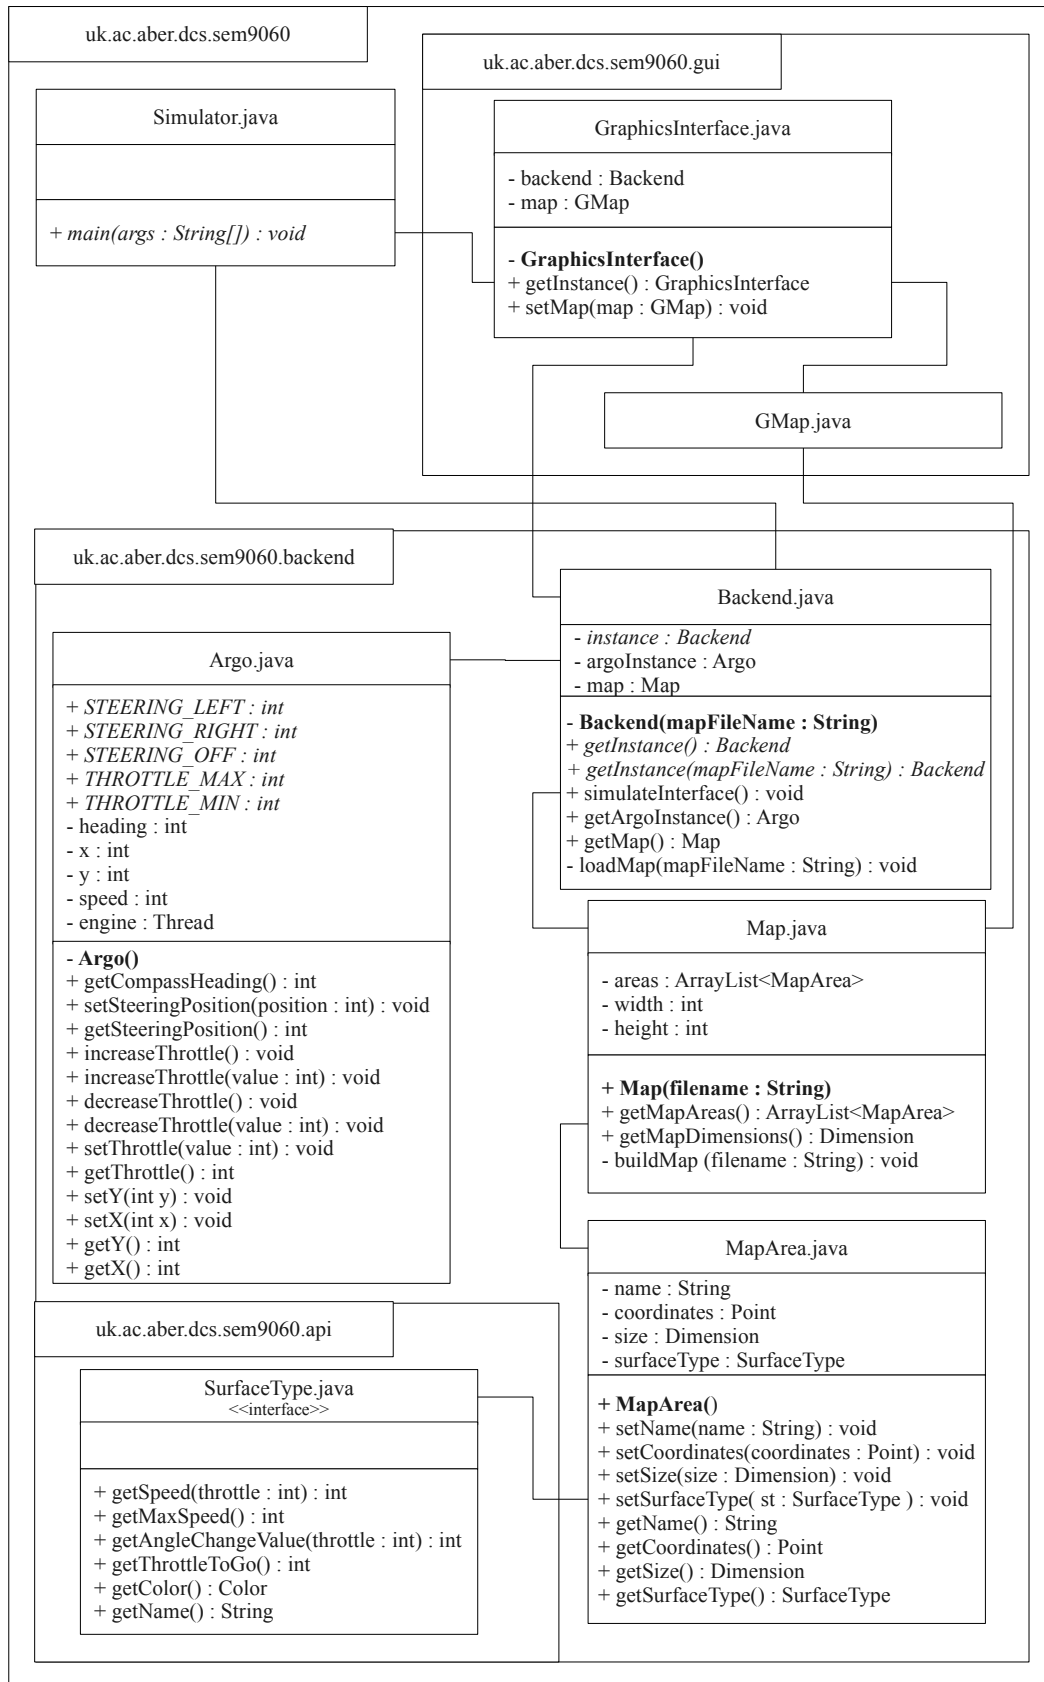 uk.ac.aber.dcs.sem9060
uk.ac.aber.dcs.sem9060.gui
Simulator.java
+ main(args : String[]) : void
GraphicsInterface.java
- backend : Backend
- map : GMap
- GraphicsInterface()
+ getInstance() : GraphicsInterface
+ setMap(map : GMap) : void
GMap.java
uk.ac.aber.dcs.sem9060.backend
Backend.java
- instance : Backend
- argoInstance : Argo
- map : Map
- Backend(mapFileName : String)
+ getInstance() : Backend
+ getInstance(mapFileName : String) : Backend
+ simulateInterface() : void
+ getArgoInstance() : Argo
+ getMap() : Map
- loadMap(mapFileName : String) : void
Argo.java
+ STEERING_LEFT : int
+ STEERING_RIGHT : int
+ STEERING_OFF : int
+ THROTTLE_MAX : int
+ THROTTLE_MIN : int
- heading : int
- x : int
- y : int
- speed : int
- engine : Thread
- Argo()
+ getCompassHeading() : int
+ setSteeringPosition(position : int) : void
+ getSteeringPosition() : int
+ increaseThrottle() : void
+ increaseThrottle(value : int) : void
+ decreaseThrottle() : void
+ decreaseThrottle(value : int) : void
+ setThrottle(value : int) : void
+ getThrottle() : int
+ setY(int y) : void
+ setX(int x) : void
+ getY() : int
+ getX() : int
Map.java
- areas : ArrayList<MapArea>
- width : int
- height : int
+ Map(filename : String)
+ getMapAreas() : ArrayList<MapArea>
+ getMapDimensions() : Dimension
- buildMap (filename : String) : void
MapArea.java
- name : String
- coordinates : Point
- size : Dimension
- surfaceType : SurfaceType
+ MapArea()
+ setName(name : String) : void
+ setCoordinates(coordinates : Point) : void
+ setSize(size : Dimension) : void
+ setSurfaceType( st : SurfaceType ) : void
+ getName() : String
+ getCoordinates() : Point
+ getSize() : Dimension
+ getSurfaceType() : SurfaceType
uk.ac.aber.dcs.sem9060.api
SurfaceType.java
<<interface>>
+ getSpeed(throttle : int) : int
+ getMaxSpeed() : int
+ getAngleChangeValue(throttle : int) : int
+ getThrottleToGo() : int
+ getColor() : Color
+ getName() : String